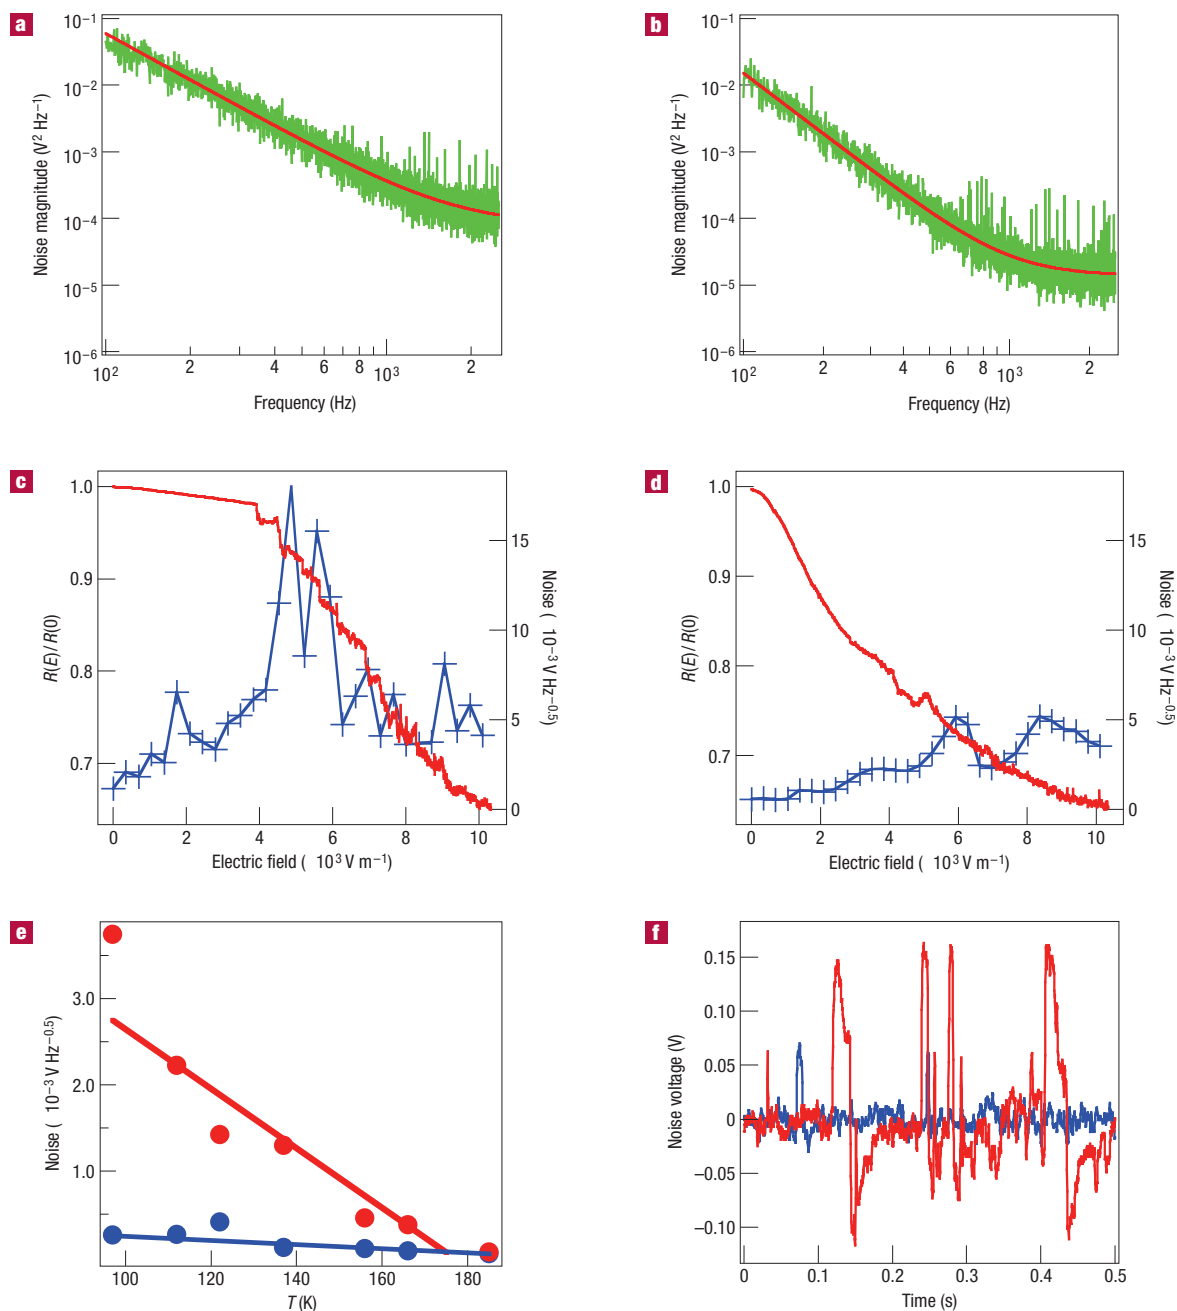 a
10⁻¹
10⁻²
10⁻³
10⁻⁴
10⁻⁵
10⁻⁶
Noise magnitude (V² Hz⁻¹)
10² 2 4 6 8 10³ 2
Frequency (Hz)
b
10⁻¹
10⁻²
10⁻³
10⁻⁴
10⁻⁵
10⁻⁶
Noise magnitude (V² Hz⁻¹)
10² 2 4 6 8 10³ 2
Frequency (Hz)
c
1.0
0.9
0.8
0.7
R(E)/R(0)
15
10
5
0
Noise ( 10⁻³ V Hz⁻⁰·⁵)
0 2 4 6 8 10
Electric field ( 10³ V m⁻¹)
d
1.0
0.9
0.8
0.7
R(E)/R(0)
15
10
5
0
Noise ( 10⁻³ V Hz⁻⁰·⁵)
0 2 4 6 8 10
Electric field ( 10³ V m⁻¹)
e
3.0
2.0
1.0
Noise ( 10⁻³ V Hz⁻⁰·⁵)
100 120 140 160 180
T (K)
f
0.15
0.10
0.05
0
–0.05
–0.10
Noise voltage (V)
0 0.1 0.2 0.3 0.4 0.5
Time (s)